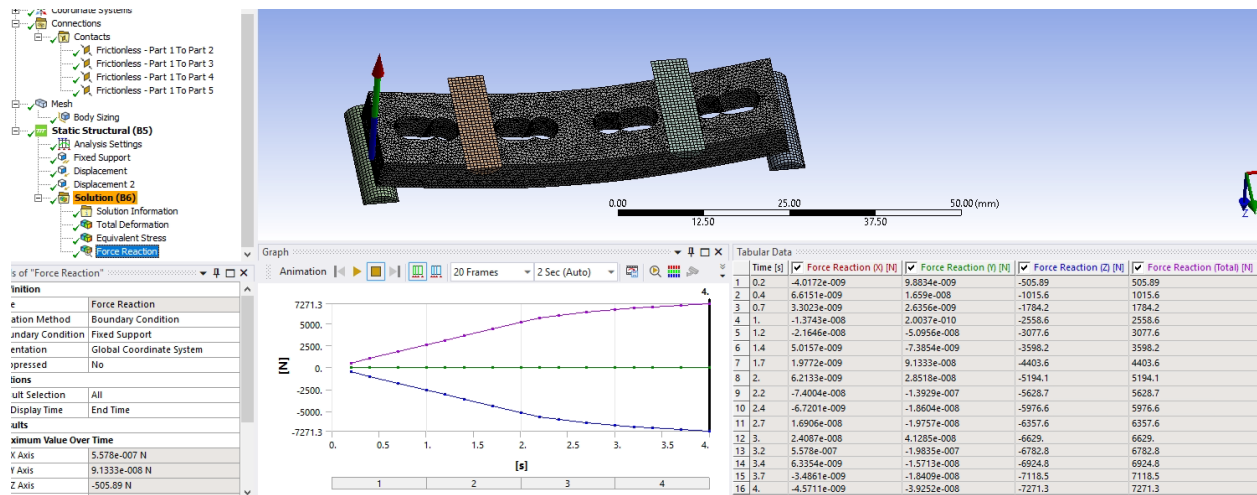 Coordinate Systems
Connections
Contacts
Frictionless - Part 1 To Part 2
Frictionless - Part 1 To Part 3
Frictionless - Part 1 To Part 4
Frictionless - Part 1 To Part 5
Mesh
Body Sizing
Static Structural (B5)
Analysis Settings
Fixed Support
Displacement
Displacement 2
Solution (B6)
Solution Information
Total Deformation
Equivalent Stress
Force Reaction
0.00
25.00
50.00 (mm)
12.50
37.50
Z
s of "Force Reaction"
finition
e Force Reaction
ation Method Boundary Condition
undary Condition Fixed Support
entation Global Coordinate System
ppressed No
tions
ult Selection All
Display Time End Time
sults
aximum Value Over Time
X Axis 5.578e-007 N
Y Axis 9.1333e-008 N
Z Axis -505.89 N
Graph
Animation 20 Frames 2 Sec (Auto)
4.
7271.3
5000.
2500.
0.
-2500.
-5000.
-7271.3
[N]
0. 0.5 1. 1.5 2. 2.5 3. 3.5 4.
[s]
1 2 3 4
Tabular Data
Time [s] Force Reaction (X) [N] Force Reaction (Y) [N] Force Reaction (Z) [N] Force Reaction (Total) [N]
1 0.2 -4.0172e-009 9.8834e-009 -505.89 505.89
2 0.4 6.6151e-009 1.659e-008 -1015.6 1015.6
3 0.7 3.3023e-009 2.6356e-009 -1784.2 1784.2
4 1. -1.3743e-008 2.0037e-010 -2558.6 2558.6
5 1.2 -2.1646e-008 -5.0956e-008 -3077.6 3077.6
6 1.4 5.0157e-009 -7.3854e-009 -3598.2 3598.2
7 1.7 1.9772e-009 9.1333e-008 -4403.6 4403.6
8 2. 6.2133e-009 2.8518e-008 -5194.1 5194.1
9 2.2 -7.4004e-008 -1.3929e-007 -5628.7 5628.7
10 2.4 -6.7201e-009 -1.8604e-008 -5976.6 5976.6
11 2.7 1.6906e-008 -1.9757e-008 -6357.6 6357.6
12 3. 2.4087e-008 4.1285e-008 -6629. 6629.
13 3.2 5.578e-007 -1.9835e-007 -6782.8 6782.8
14 3.4 6.3354e-009 -1.5713e-008 -6924.8 6924.8
15 3.7 -3.4861e-009 -1.8409e-008 -7118.5 7118.5
16 4. -4.5711e-009 -3.9252e-008 -7271.3 7271.3